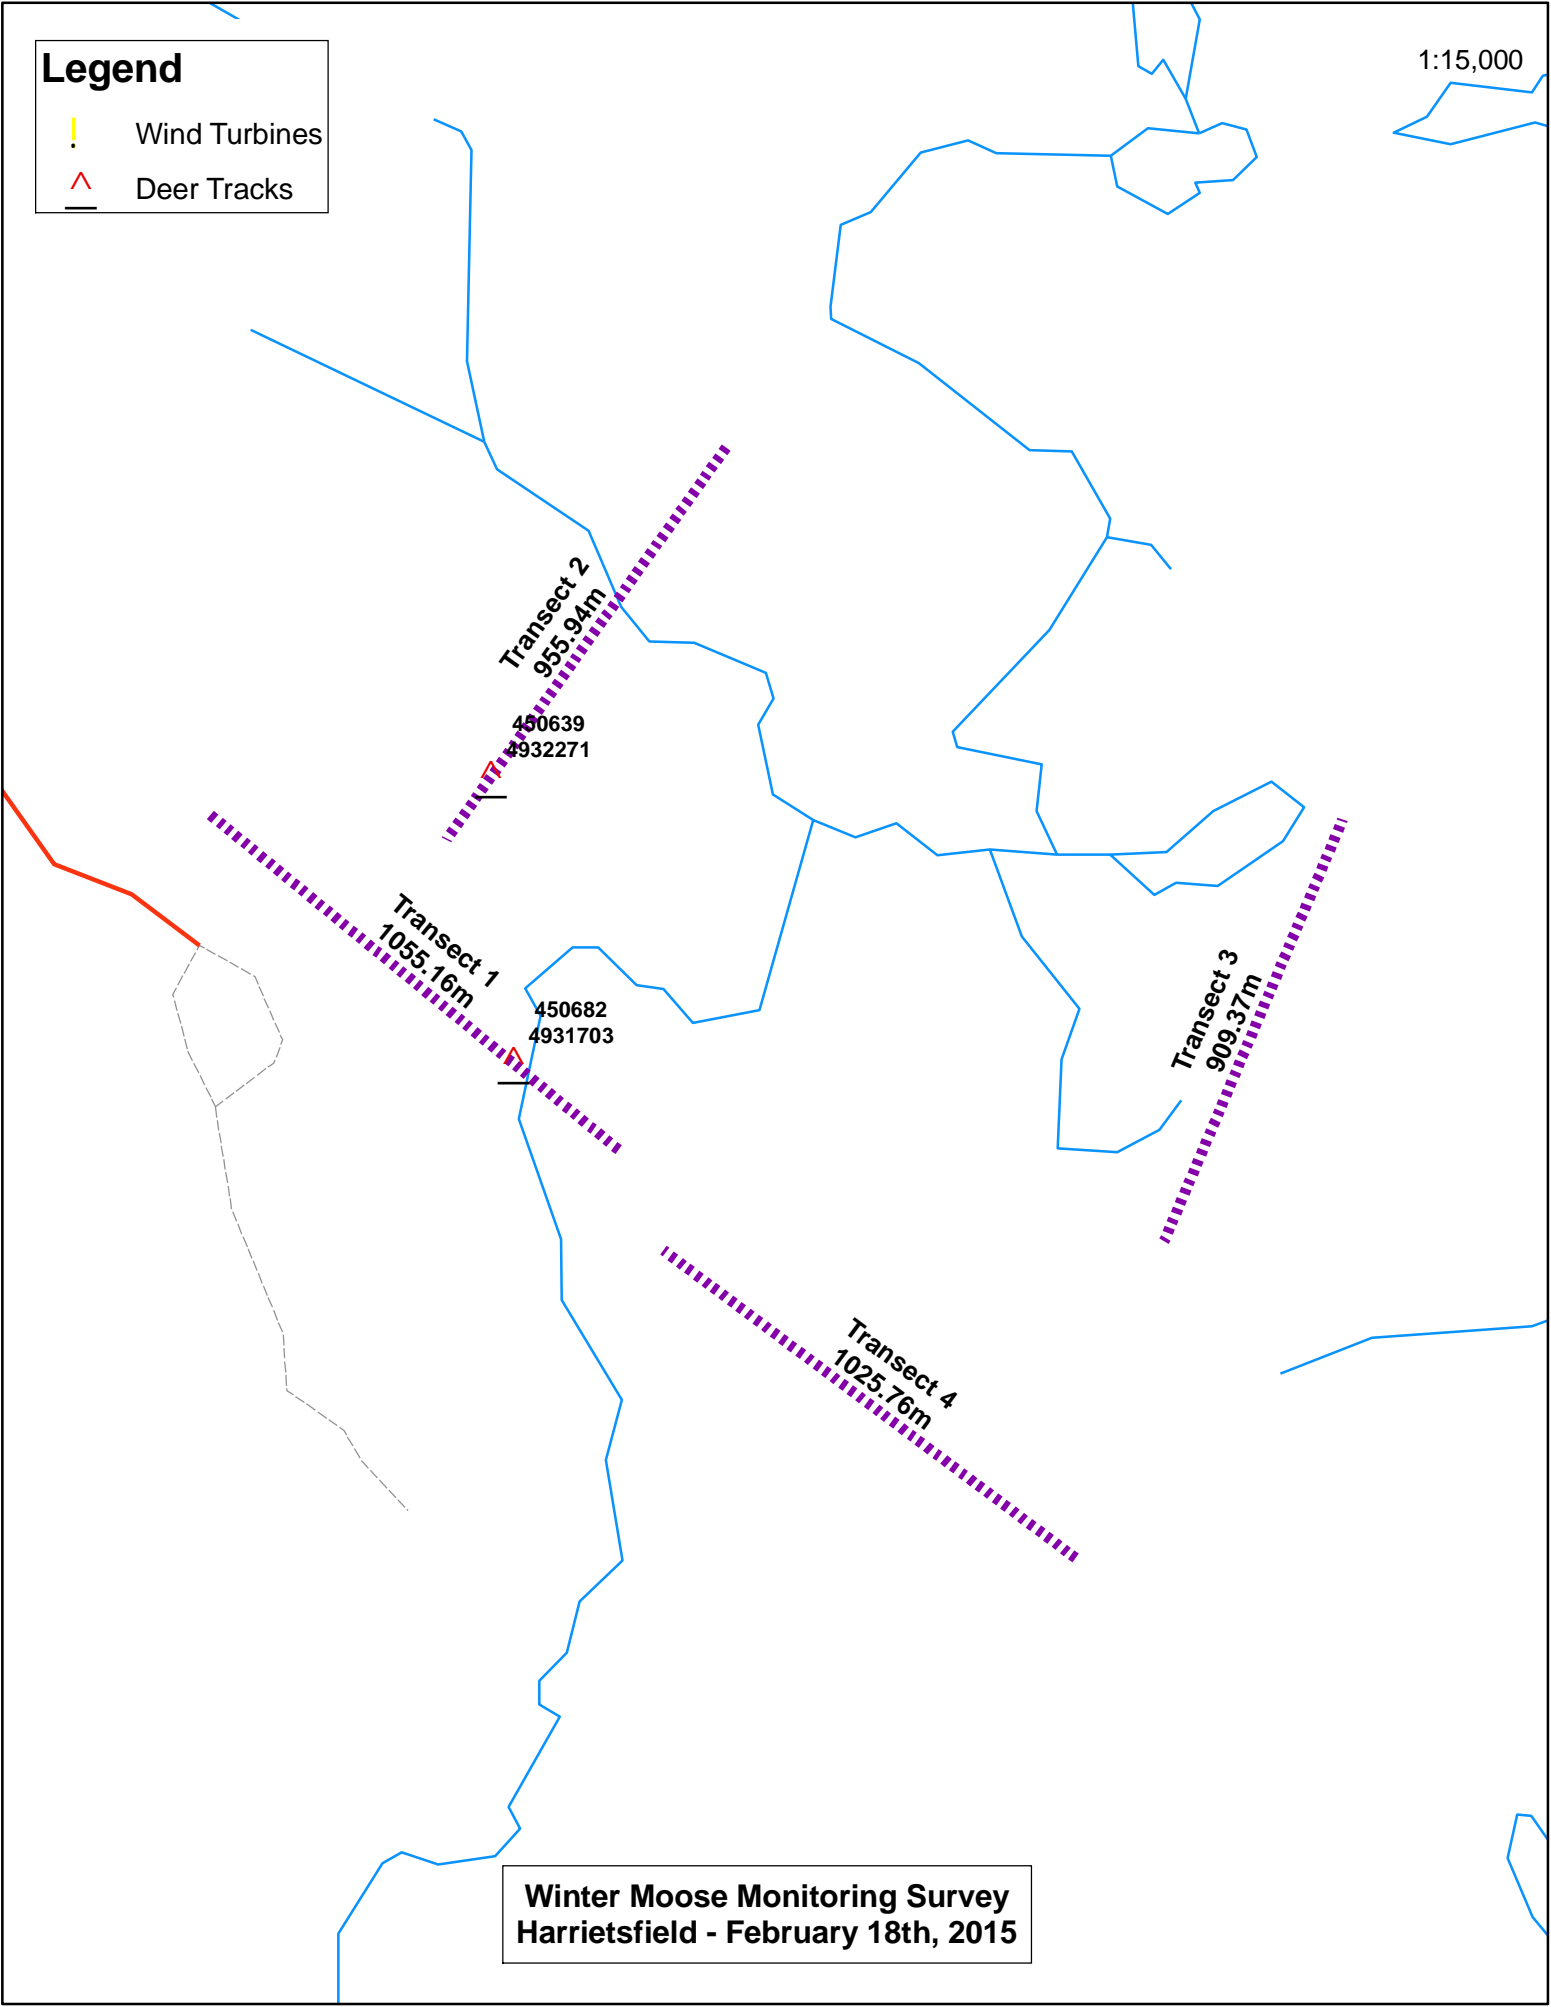 Legend
Wind Turbines
Deer Tracks
1:15,000
Transect 2
955.94m
450639
4932271
Transect 1
1055.16m
450682
4931703
Transect 3
909.37m
Transect 4
1025.76m
Winter Moose Monitoring Survey
Harrietsfield - February 18th, 2015